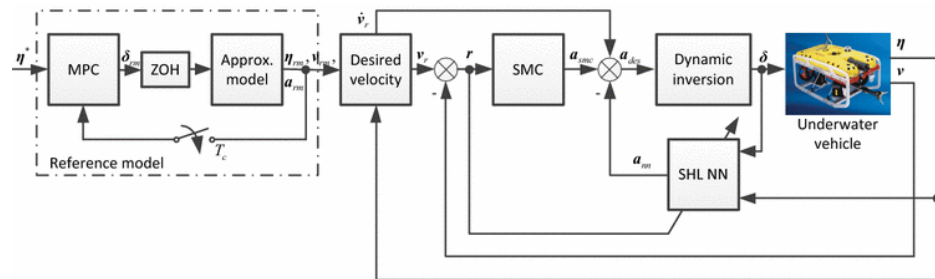 η*
MPC
δrm
ZOH
Approx.
model
ηrm, vrm,
arm
Tc
Reference model
v̇r
Desired
velocity
vr
-
r
SMC
asmc
ades
-
Dynamic
inversion
δ
η
v
Underwater
vehicle
ann
SHL NN